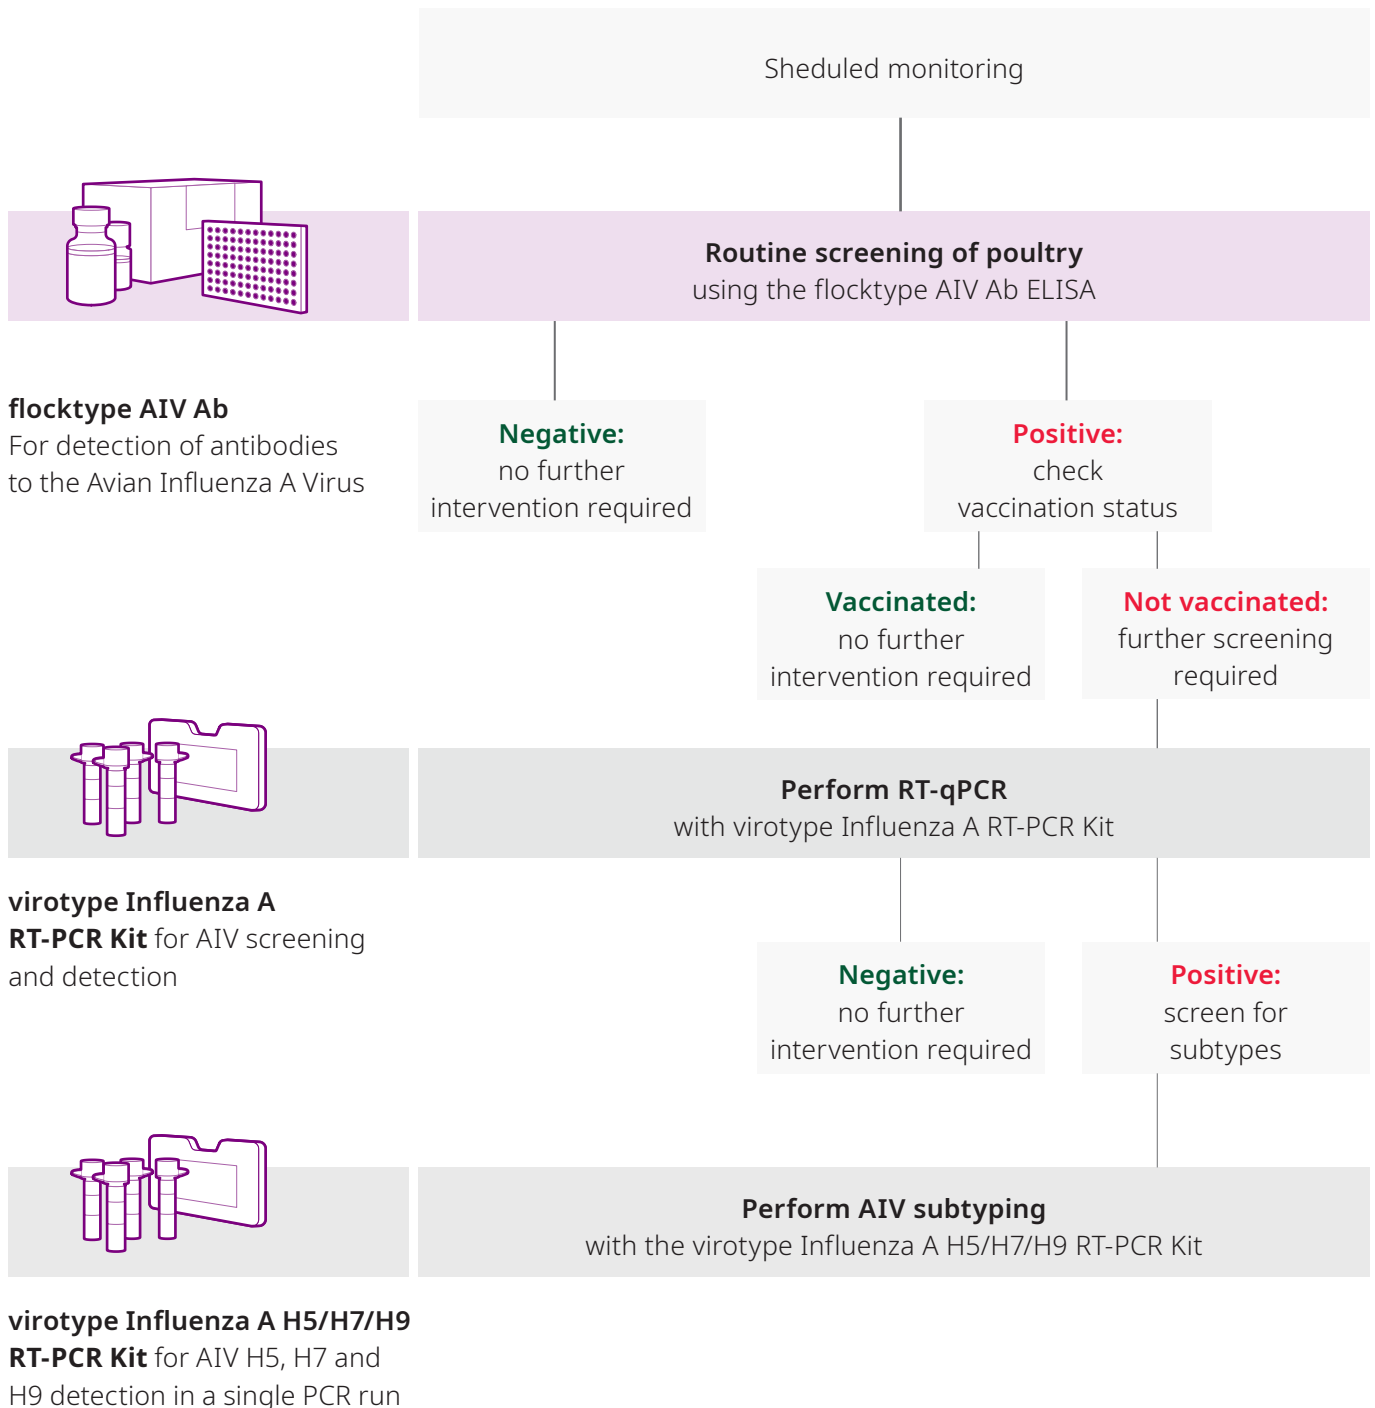 Sheduled monitoring
Routine screening of poultry
using the flocktype AIV Ab ELISA
flocktype AIV Ab
For detection of antibodies
to the Avian Influenza A Virus
Negative:
no further
intervention required
Positive:
check
vaccination status
Vaccinated:
no further
intervention required
Not vaccinated:
further screening
required
Perform RT-qPCR
with virotype Influenza A RT-PCR Kit
virotype Influenza A
RT-PCR Kit for AIV screening
and detection
Negative:
no further
intervention required
Positive:
screen for
subtypes
Perform AIV subtyping
with the virotype Influenza A H5/H7/H9 RT-PCR Kit
virotype Influenza A H5/H7/H9
RT-PCR Kit for AIV H5, H7 and
H9 detection in a single PCR run